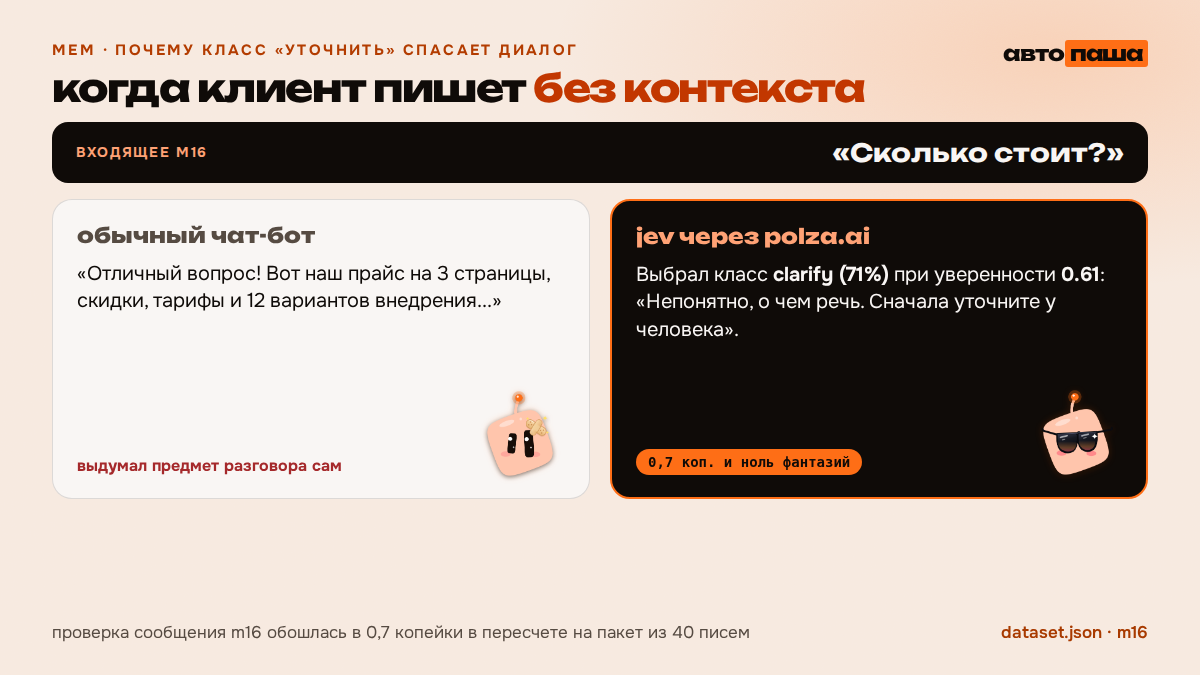 МЕМ · ПОЧЕМУ КЛАСС «УТОЧНИТЬ» СПАСАЕТ ДИАЛОГ
автопаша
когда клиент пишет без контекста
ВХОДЯЩЕЕ M16
«Сколько стоит?»
обычный чат-бот
«Отличный вопрос! Вот наш прайс на 3 страницы,
скидки, тарифы и 12 вариантов внедрения...»
выдумал предмет разговора сам
jev через polza.ai
Выбрал класс clarify (71%) при уверенности 0.61:
«Непонятно, о чем речь. Сначала уточните у
человека».
0,7 коп. и ноль фантазий
проверка сообщения m16 обошлась в 0,7 копейки в пересчете на пакет из 40 писем
dataset.json · m16